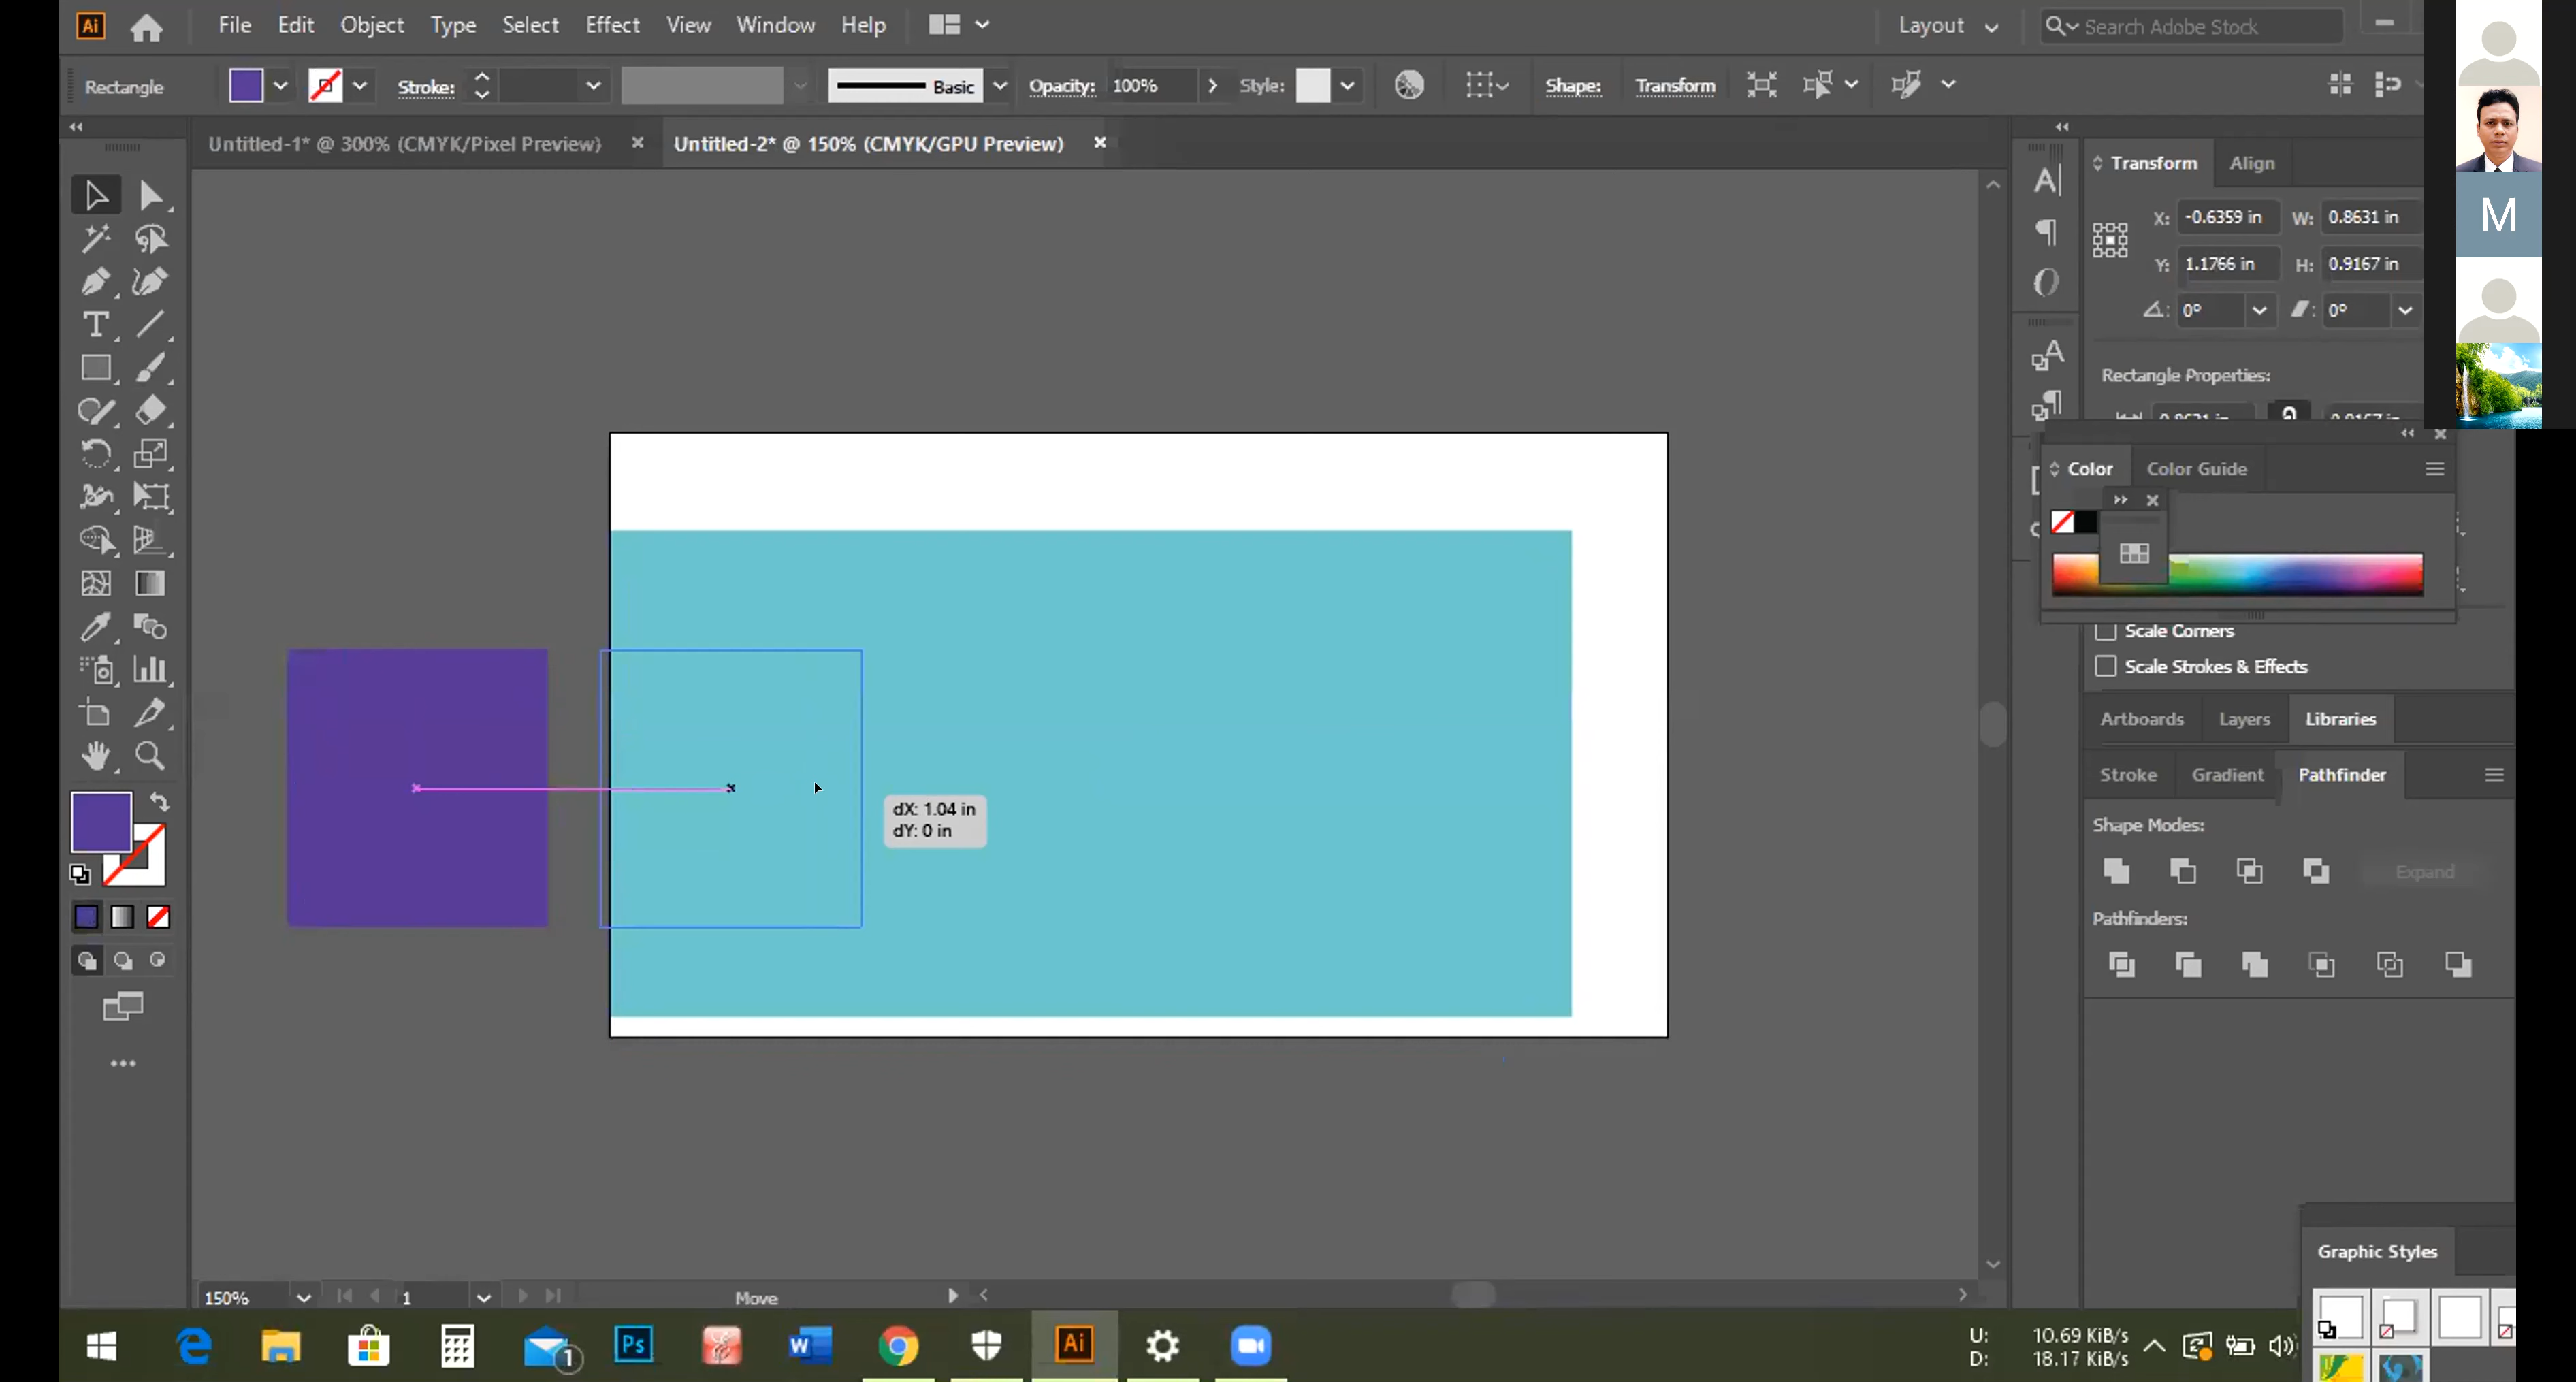 Ai File Edit Object Type Select Effect View Window Help Layout Search Adobe Stock
Rectangle Stroke: Basic Opacity: 100% Style: Shape: Transform
Untitled-1* @ 300% (CMYK/Pixel Preview) Untitled-2* @ 150% (CMYK/GPU Preview)
Transform Align
X: -0.6359 in W: 0.8631 in
Y: 1.1766 in H: 0.9167 in
0° 0°
M
Rectangle Properties:
Color Color Guide
Scale Corners
Scale Strokes & Effects
Artboards Layers Libraries
Stroke Gradient Pathfinder
Shape Modes:
Expand
Pathfinders:
dX: 1.04 in
dY: 0 in
Graphic Styles
150% 1 Move
1 Ps W Ai
U: 10.69 KiB/s
D: 18.17 KiB/s